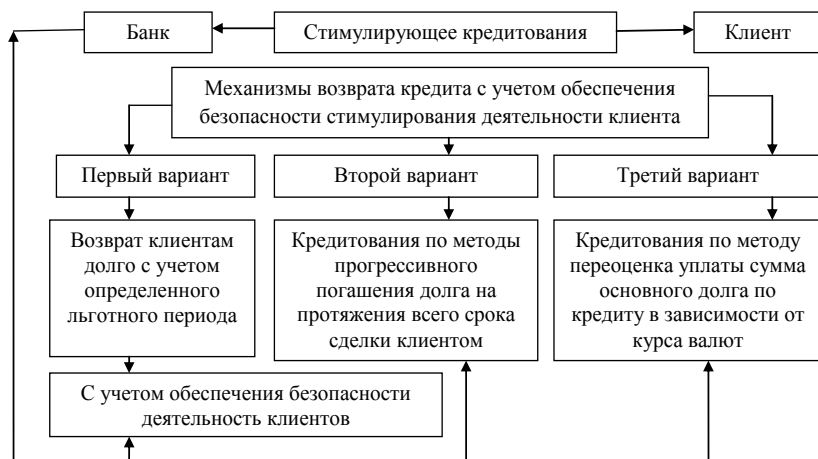 Банк
Стимулирующее кредитования
Клиент
Механизмы возврата кредита с учетом обеспечения
безопасности стимулирования деятельности клиента
Первый вариант
Второй вариант
Третий вариант
Возврат клиентам
долго с учетом
определенного
льготного периода
Кредитования по методы
прогрессивного
погашения долга на
протяжения всего срока
сделки клиентом
Кредитования по методу
переоценка уплаты сумма
основного долга по
кредиту в зависимости от
курса валют
С учетом обеспечения безопасности
деятельность клиентов